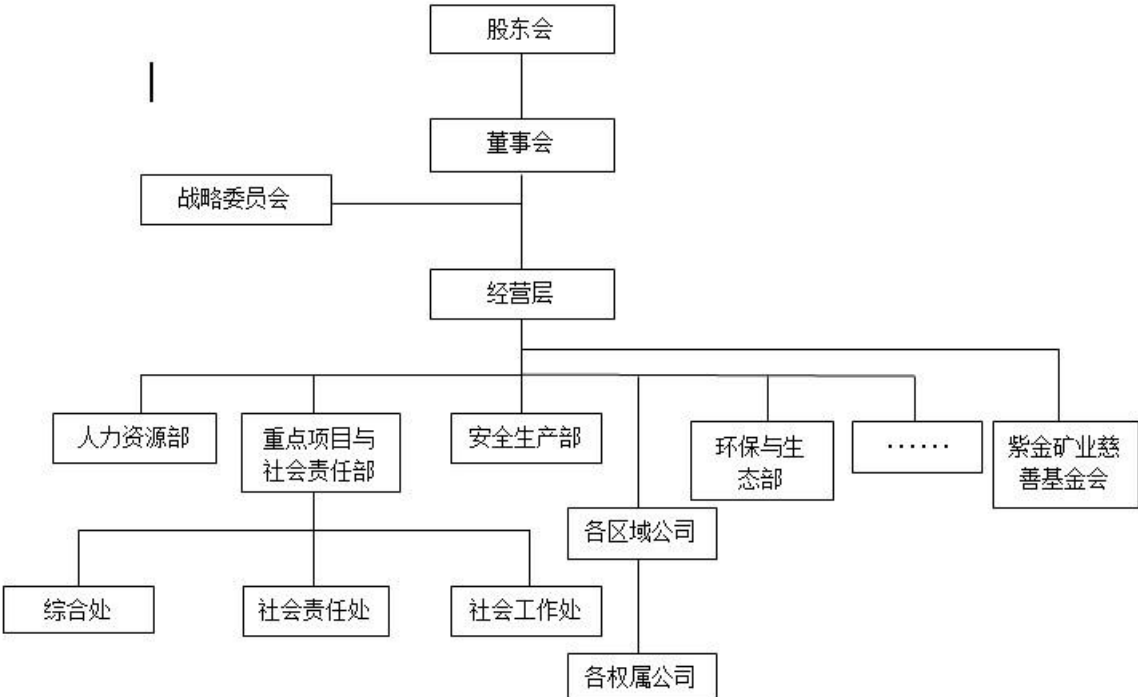 股东会
董事会
战略委员会
经营层
人力资源部
重点项目与
社会责任部
安全生产部
环保与生
态部
······
紫金矿业慈
善基金会
各区域公司
综合处
社会责任处
社会工作处
各权属公司